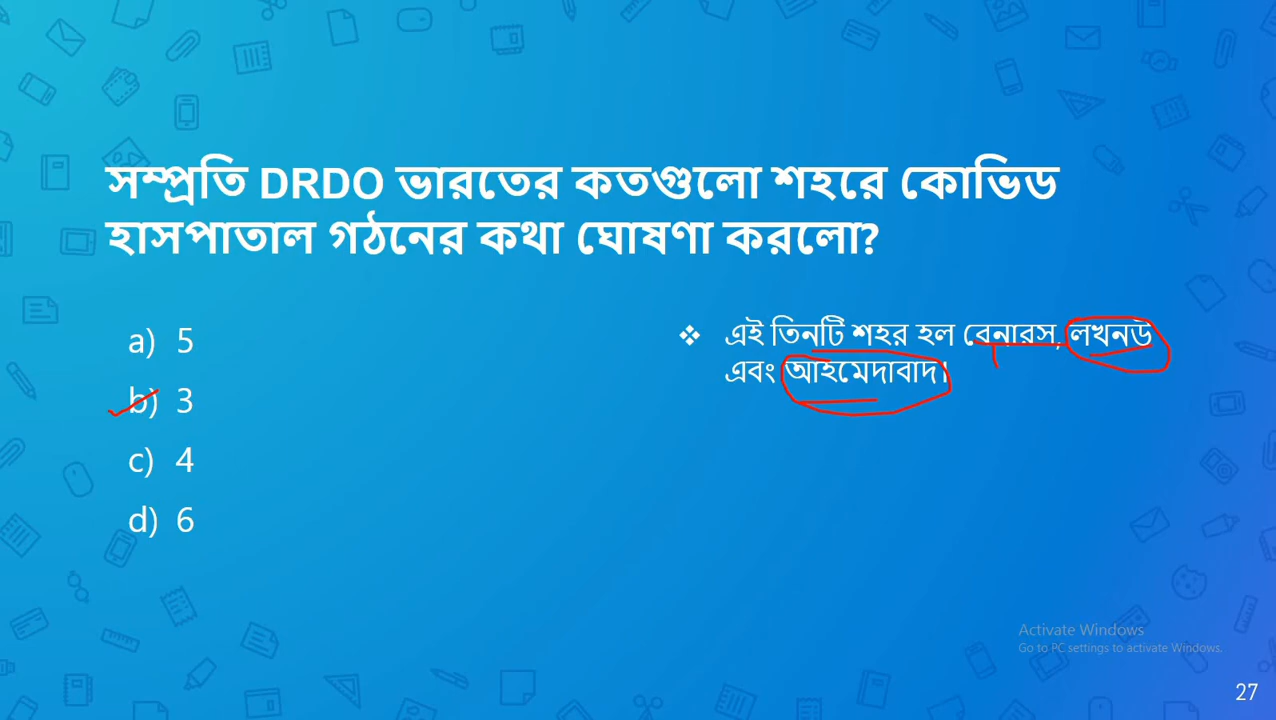 সম্প্রতি DRDO ভারতের কতগুলো শহরে কোভিড
হাসপাতাল গঠনের কথা ঘোষণা করলো?
a) 5
b) 3
c) 4
d) 6
❖ এই তিনটি শহর হল বেনারস, লখনউ
এবং আহমেদাবাদ।
Activate Windows
Go to PC settings to activate Windows.
27